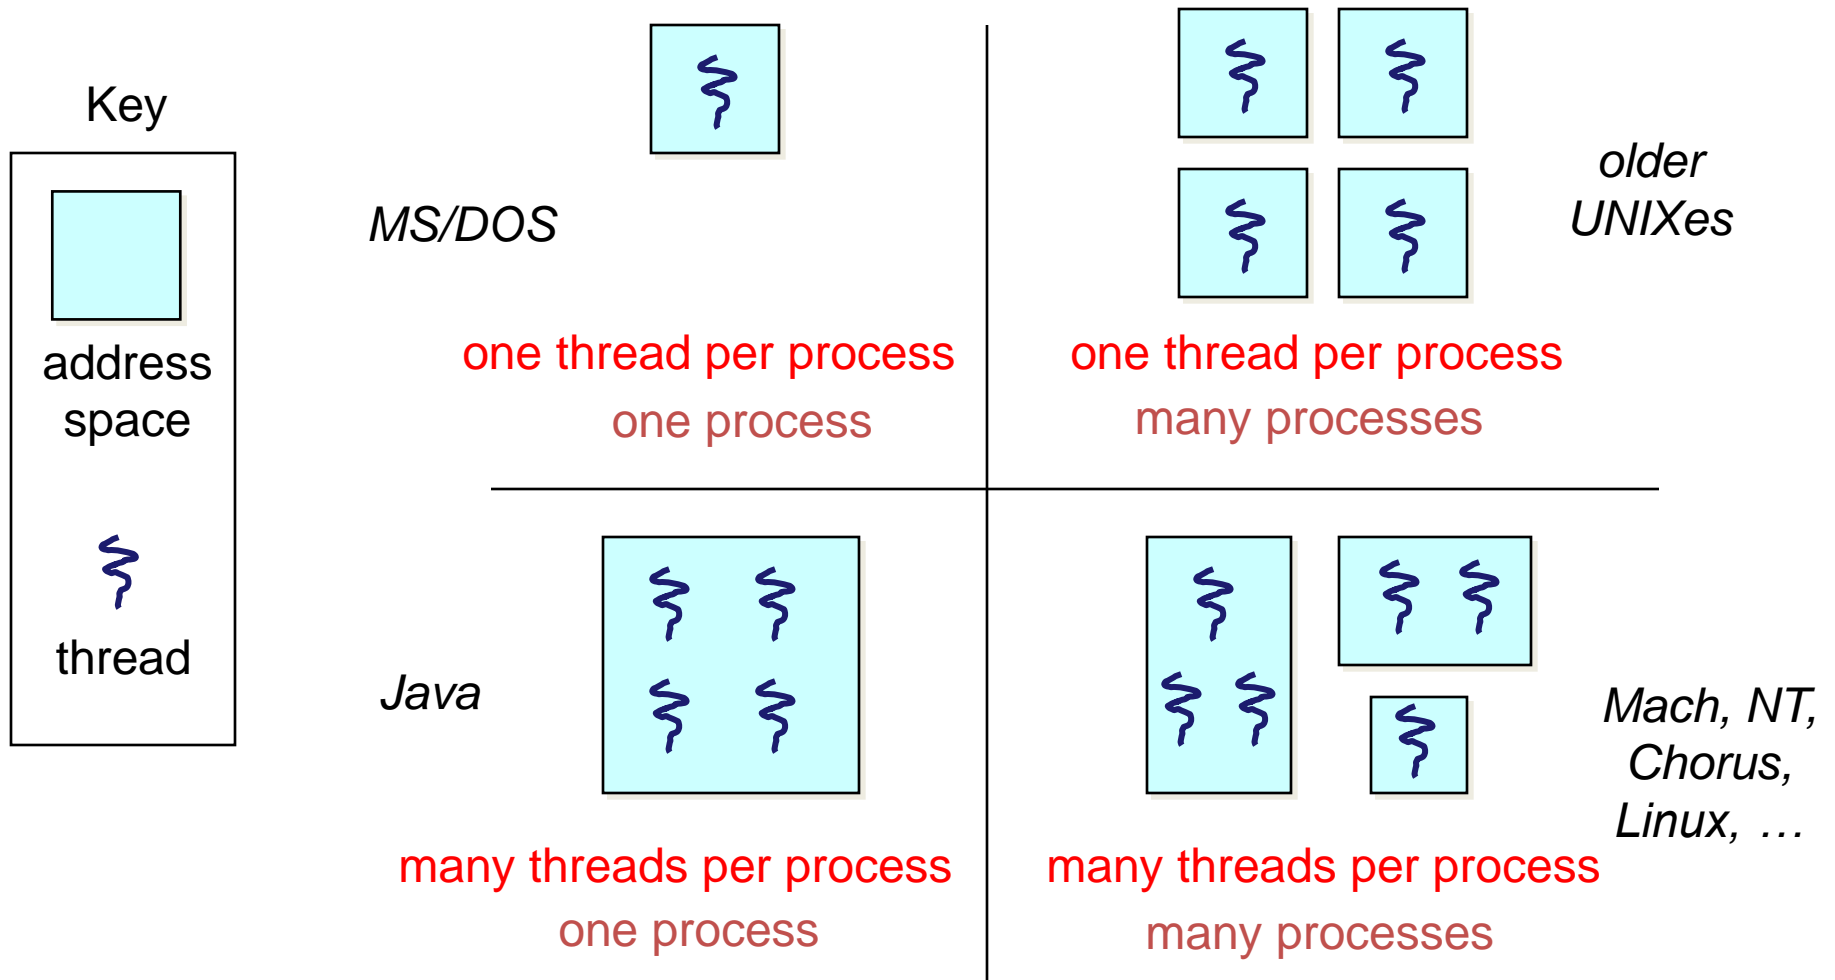 Key
address
space
thread
MS/DOS
one thread per process
one process
older
UNIXes
one thread per process
many processes
Java
many threads per process
one process
Mach, NT,
Chorus,
Linux, …
many threads per process
many processes